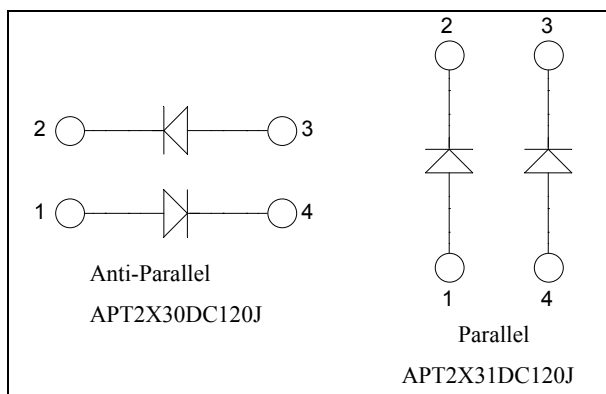 2 3
1 4
Anti-Parallel
APT2X30DC120J
2 3
1 4
Parallel
APT2X31DC120J